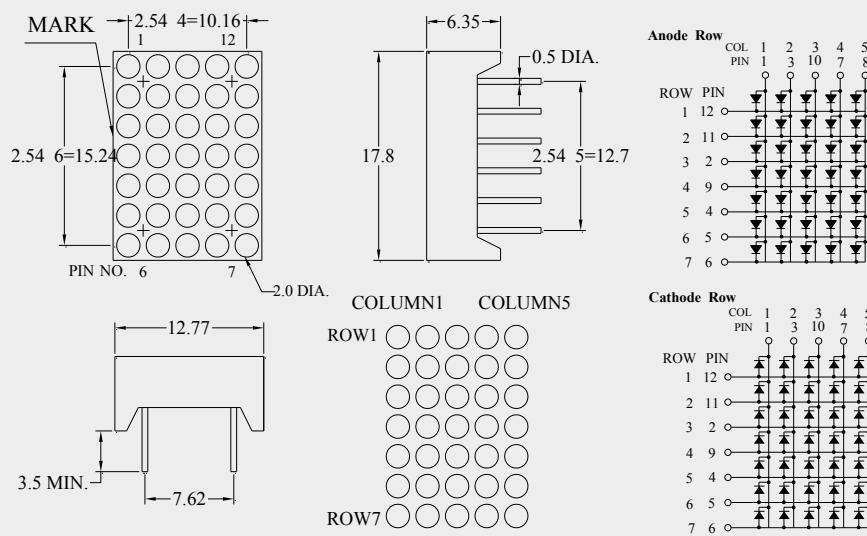 MARK
2.54 4=10.16
1 12
2.54 6=15.24
PIN NO. 6 7
2.0 DIA.
6.35
0.5 DIA.
17.8
2.54 5=12.7
12.77
3.5 MIN.
7.62
COLUMN1 COLUMN5
ROW1
ROW7
Anode Row
COL 1 2 3 4 5
PIN 1 3 10 7 8
ROW PIN
1 12
2 11
3 2
4 9
5 4
6 5
7 6
Cathode Row
COL 1 2 3 4
PIN 1 3 10 7
ROW PIN
1 12
2 11
3 2
4 9
5 4
6 5
7 6